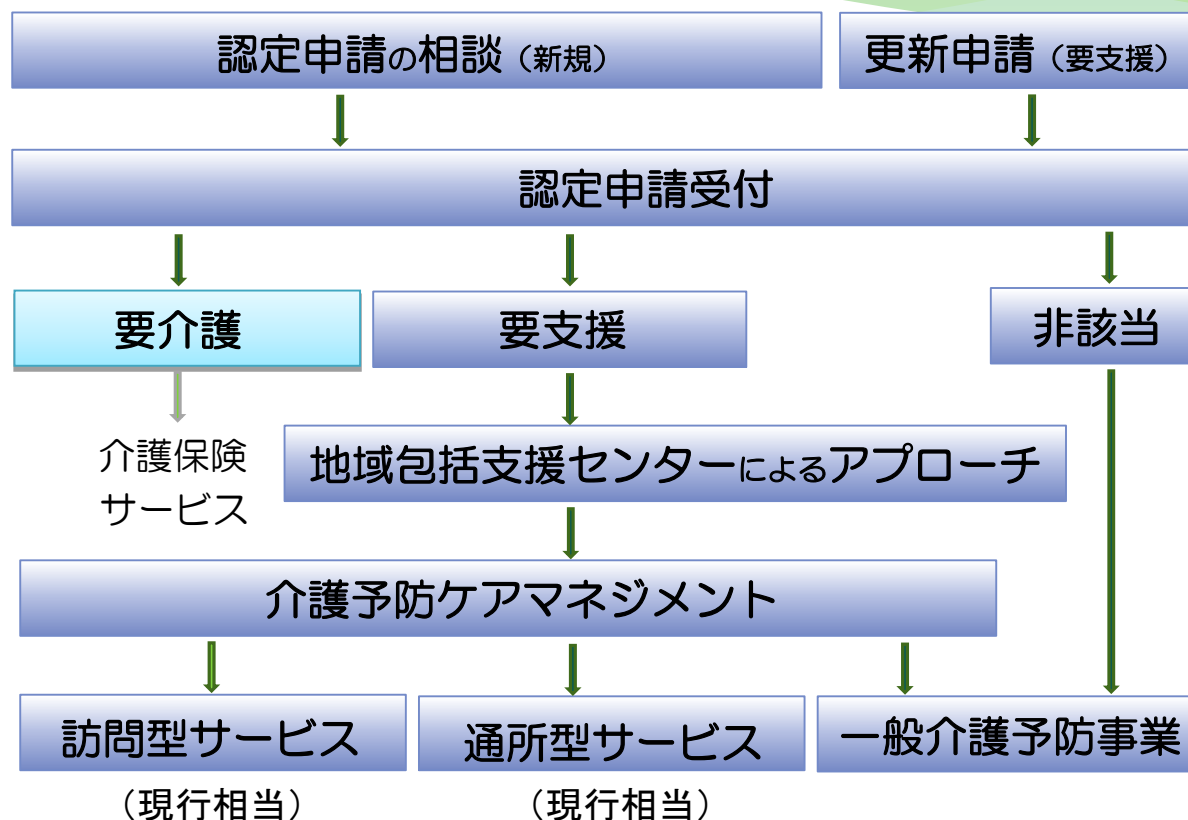 認定申請の相談（新規）
更新申請（要支援）
認定申請受付
要介護
要支援
非該当
介護保険
サービス
地域包括支援センターによるアプローチ
介護予防ケアマネジメント
訪問型サービス
通所型サービス
一般介護予防事業
（現行相当）
（現行相当）